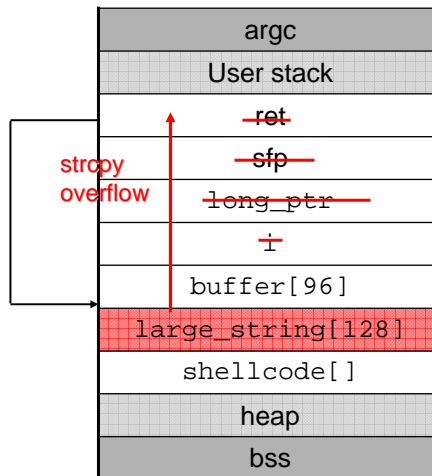 argc
User stack
ret
sfp
long_ptr
i
strcpy
overflow
buffer[96]
large_string[128]
shellcode[]
heap
bss